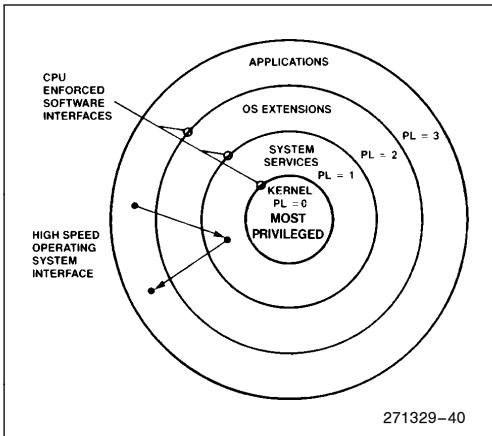 APPLICATIONS
CPU
ENFORCED
SOFTWARE
INTERFACES
OS EXTENSIONS
PL = 3
SYSTEM
SERVICES
PL = 2
PL = 1
KERNEL
PL = 0
MOST
PRIVILEGED
HIGH SPEED
OPERATING
SYSTEM
INTERFACE
271329–40